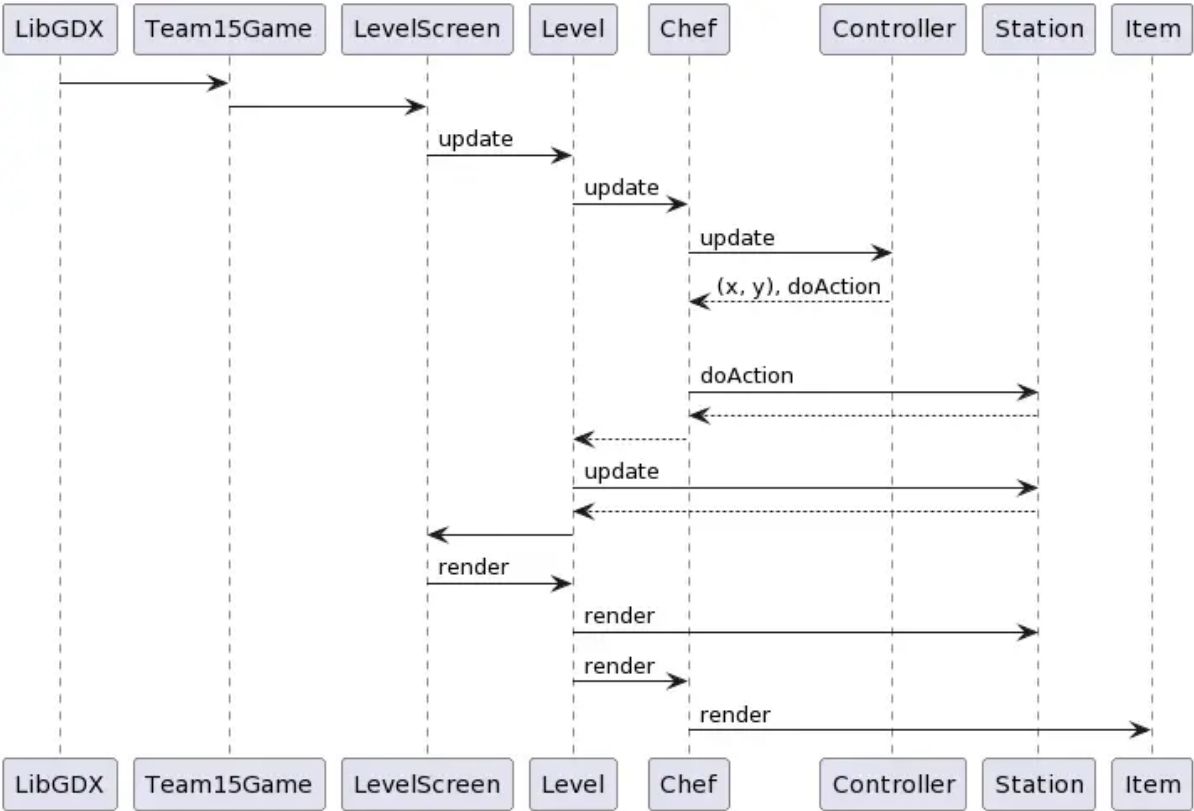 LibGDX Team15Game LevelScreen Level Chef Controller Station Item
update
update
update
(x, y), doAction
doAction
update
render
render
render
render
LibGDX Team15Game LevelScreen Level Chef Controller Station Item